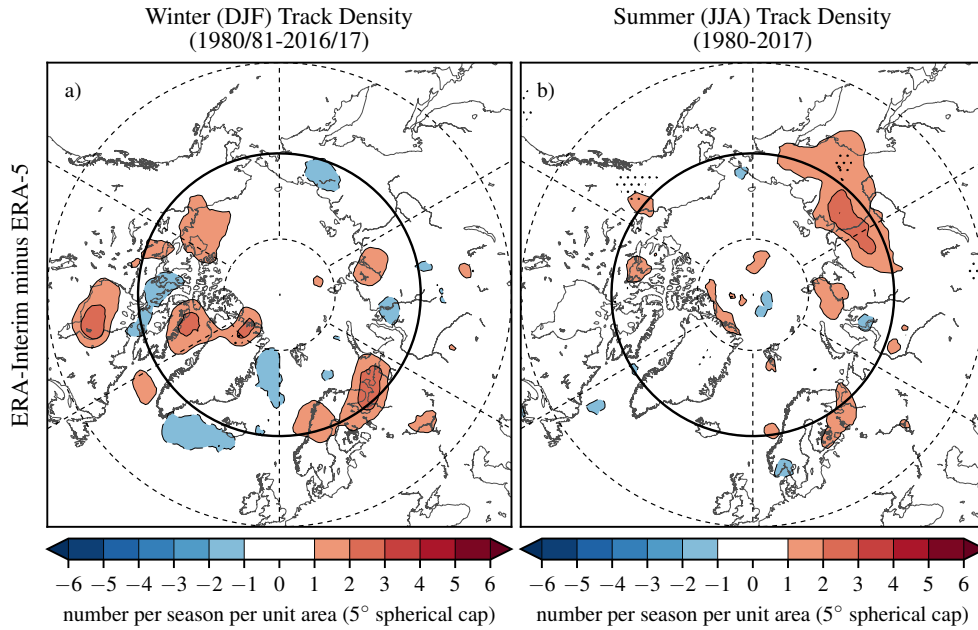 Winter (DJF) Track Density
(1980/81-2016/17)
Summer (JJA) Track Density
(1980-2017)
ERA-Interim minus ERA-5
a)
b)
−6 −5 −4 −3 −2 −1 0 1 2 3 4 5 6
number per season per unit area (5° spherical cap)
−6 −5 −4 −3 −2 −1 0 1 2 3 4 5 6
number per season per unit area (5° spherical cap)